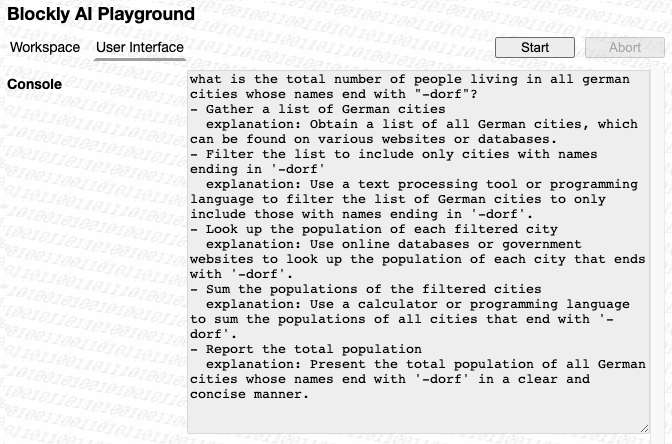 Blockly AI Playground
Workspace User Interface Start Abort
Console
what is the total number of people living in all german
cities whose names end with "-dorf"?
- Gather a list of German cities
explanation: Obtain a list of all German cities, which
can be found on various websites or databases.
- Filter the list to include only cities with names
ending in '-dorf'
explanation: Use a text processing tool or programming
language to filter the list of German cities to only
include those with names ending in '-dorf'.
- Look up the population of each filtered city
explanation: Use online databases or government
websites to look up the population of each city that ends
with '-dorf'.
- Sum the populations of the filtered cities
explanation: Use a calculator or programming language
to sum the populations of all cities that end with '-
dorf'.
- Report the total population
explanation: Present the total population of all German
cities whose names end with '-dorf' in a clear and
concise manner.